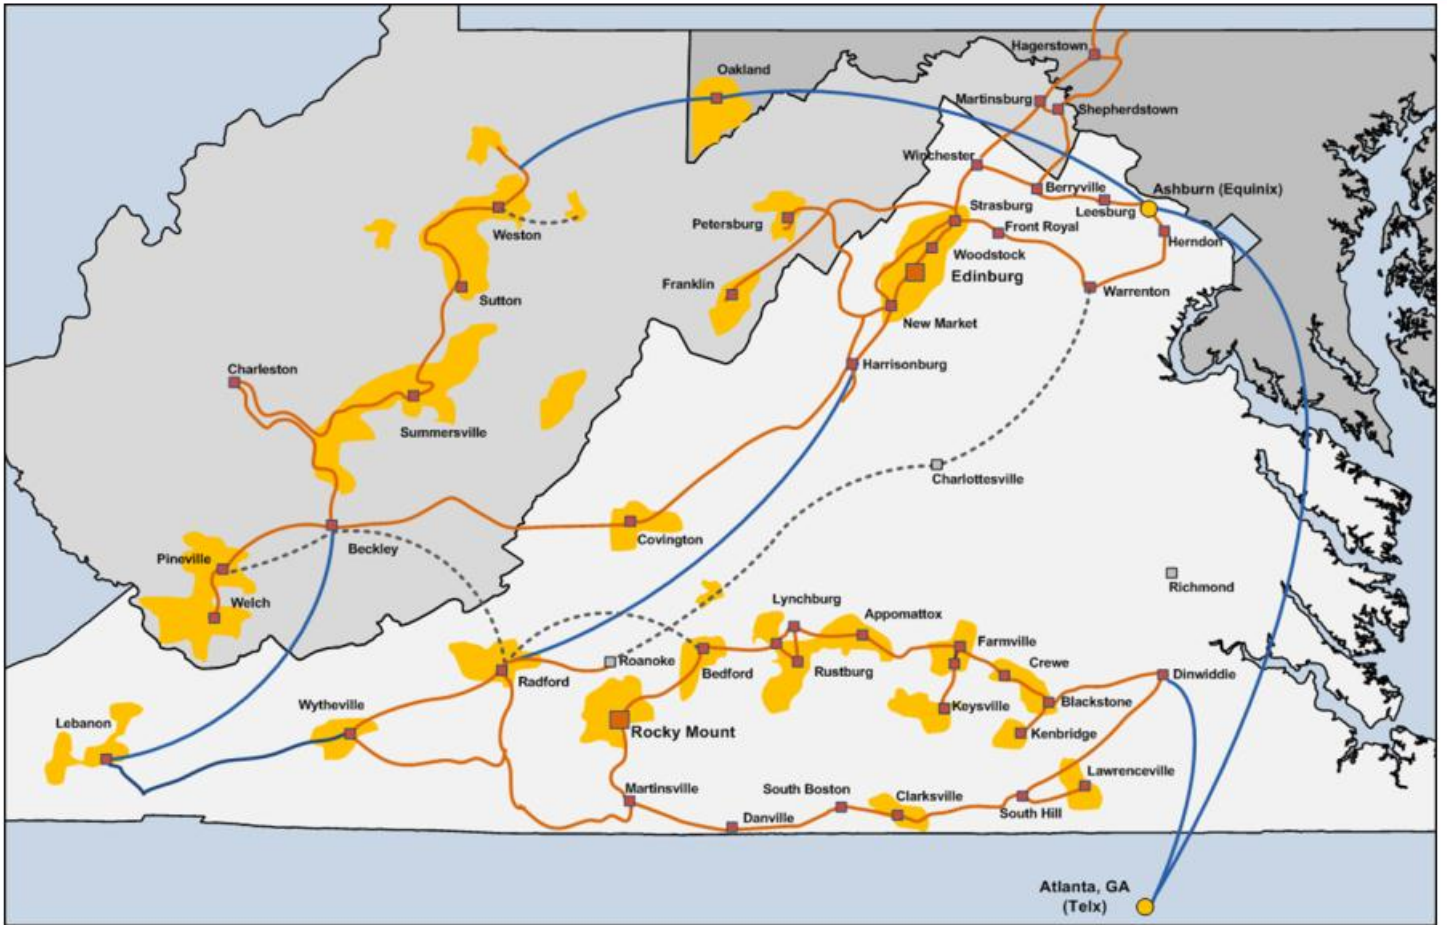 Hagerstown
Oakland
Martinsburg
Shepherdstown
Winchester
Berryville
Ashburn (Equinix)
Strasburg
Leesburg
Petersburg
Front Royal
Herndon
Weston
Woodstock
Edinburg
Franklin
Warrenton
Sutton
New Market
Charleston
Harrisonburg
Summersville
Charlottesville
Covington
Beckley
Pineville
Richmond
Welch
Lynchburg
Appomattox
Farmville
Roanoke
Crewe
Radford
Bedford
Rustburg
Dinwiddie
Wytheville
Keysville
Blackstone
Lebanon
Rocky Mount
Kenbridge
Lawrenceville
Martinsville
South Boston
Clarksville
South Hill
Danville
Atlanta, GA
(Telx)